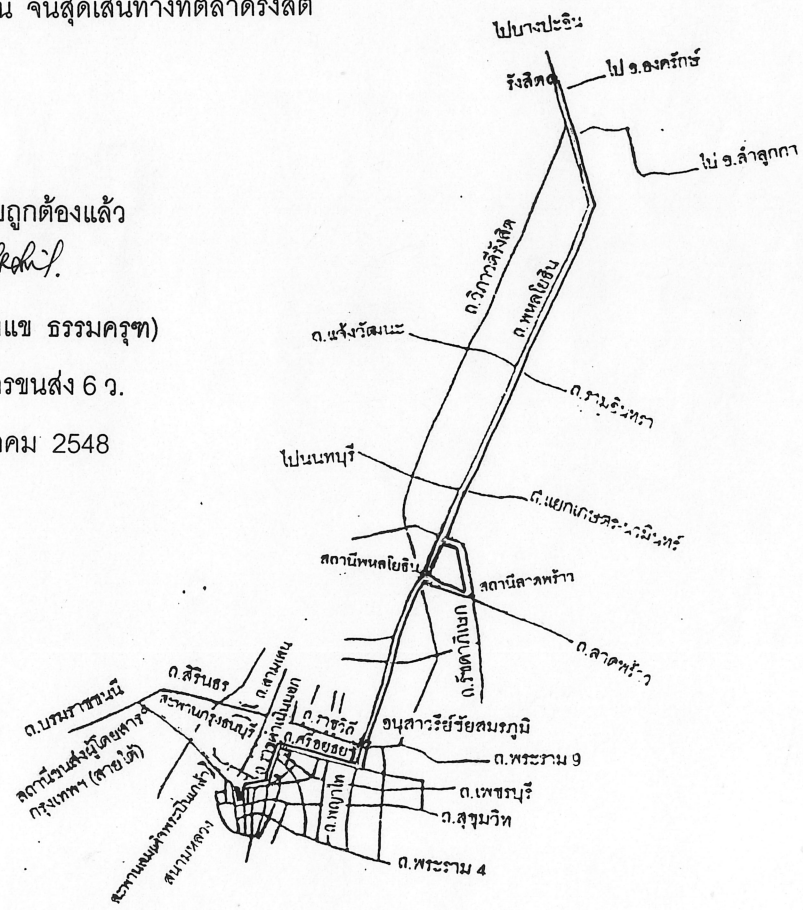 จนสุดเส้นทางที่ตลาดรังสิต
ไปบางปะอิน
รังสิต
ไป อ.องครักษ์
ไป อ.ลำลูกกา
ถูกต้องแล้ว
ธรรมครุฑ)
ารขนส่ง 6 ว.
าคม 2548
ถ.วิภาวดีรังสิต
ถ.พหลโยธิน
ถ.แจ้งวัฒนะ
ถ.รามอินทรา
ไปนนทบุรี
ถ.แยกเกษตร-นวมินทร์
สถานีพหลโยธิน
สถานีลาดพร้าว
ถ.รัชดาภิเษก
ถ.ลาดพร้าว
ถ.สามเสน
ถ.สิรินธร
ถ.บรมราชชนนี
สะพานกรุงธนบุรี
ถ.ราชดำเนินนอก
ถ.ราชวิถี
ถ.ศรีอยุธยา
อนุสาวรีย์ชัยสมรภูมิ
ถ.พระราม 9
สถานีขนส่งผู้โดยสาร
กรุงเทพฯ (สายใต้)
ถ.เพชรบุรี
ถ.พญาไท
ถ.สุขุมวิท
สะพานสมเด็จพระปิ่นเกล้า
สนามหลวง
ถ.พระราม 4